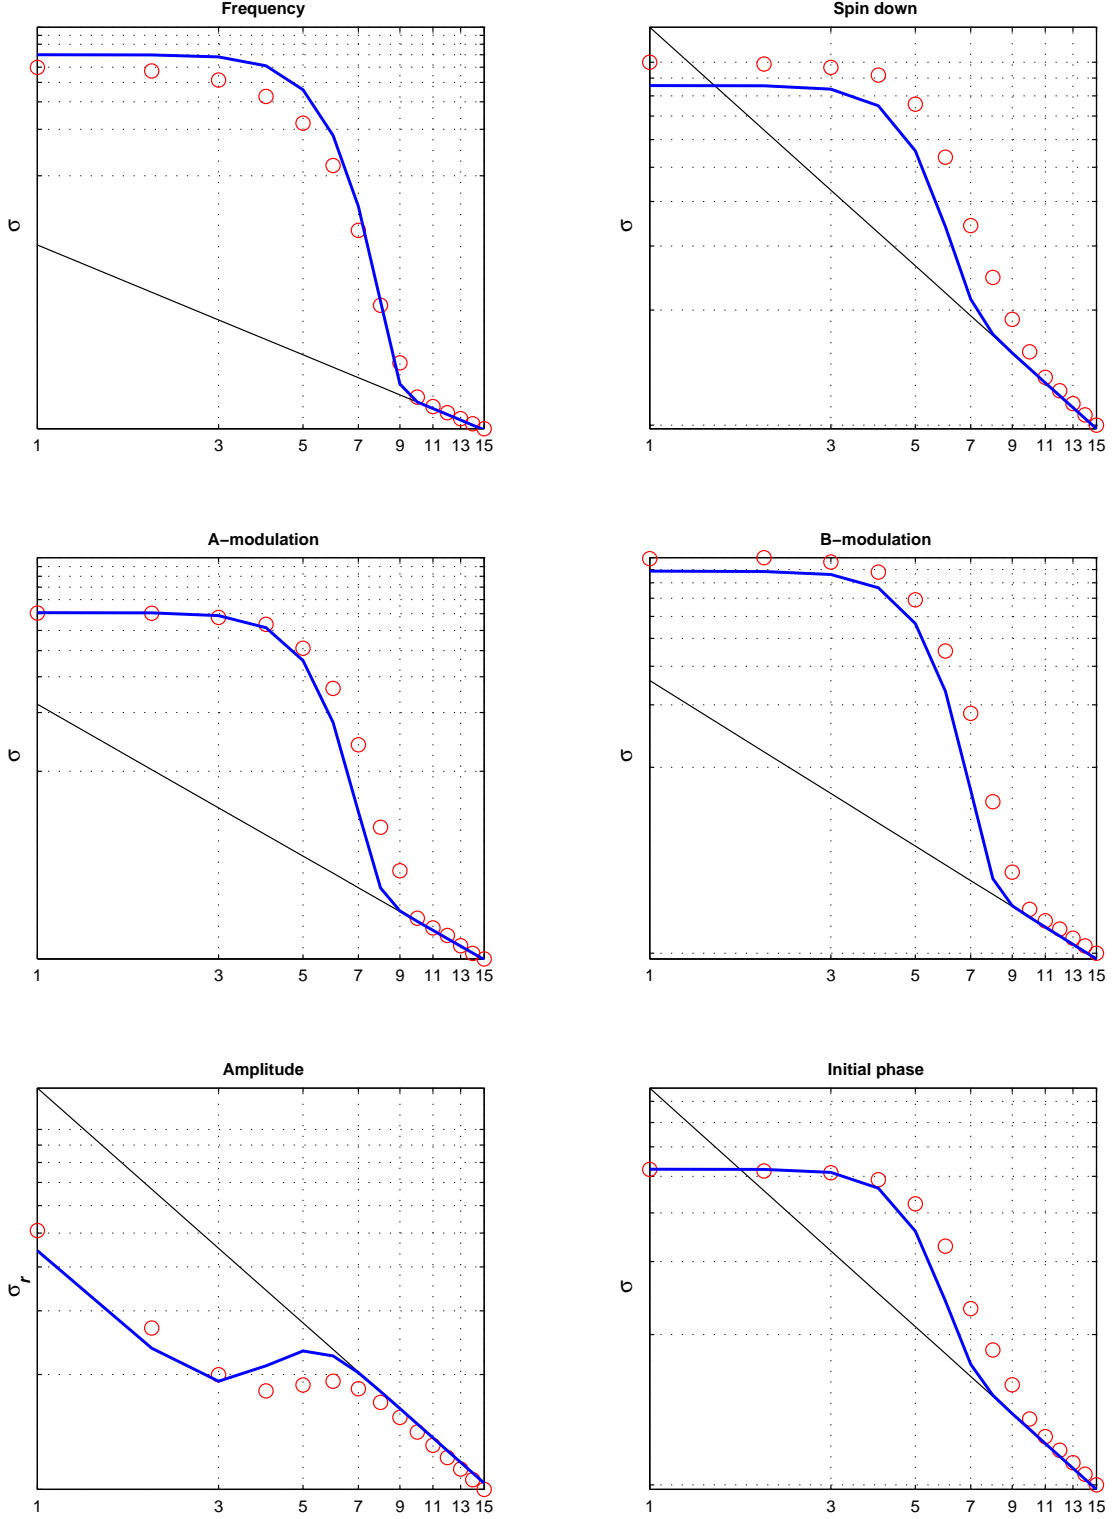 Frequency
σ
1 3 5 7 9 11 13 15
Spin down
σ
1 3 5 7 9 11 13 15
A−modulation
σ
1 3 5 7 9 11 13 15
B−modulation
σ
1 3 5 7 9 11 13 15
Amplitude
σr
1 3 5 7 9 11 13 15
Initial phase
σ
1 3 5 7 9 11 13 15